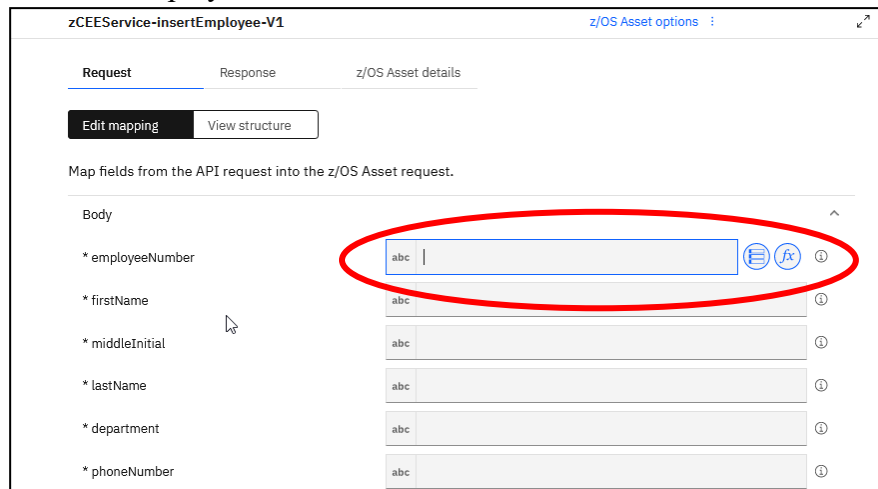 zCEEService-insertEmployee-V1 z/OS Asset options
Request Response z/OS Asset details
Edit mapping View structure
Map fields from the API request into the z/OS Asset request.
Body
* employeeNumber abc fx
* firstName abc
* middleInitial abc
* lastName abc
* department abc
* phoneNumber abc